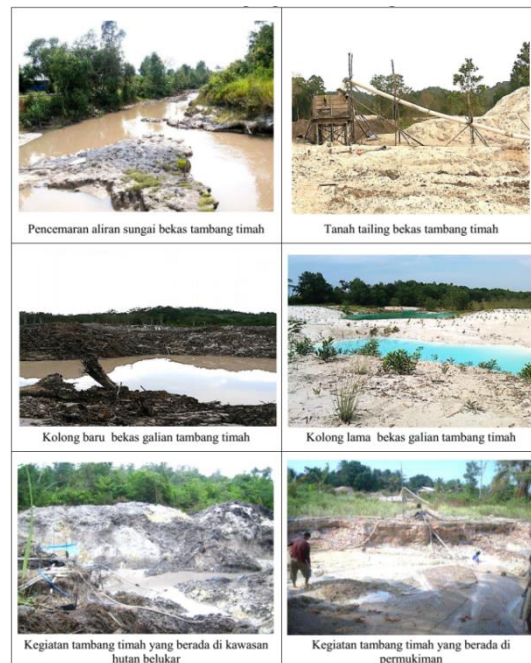 Pencemaran aliran sungai bekas tambang timah
Tanah tailing bekas tambang timah
Kolong baru bekas galian tambang timah
Kolong lama bekas galian tambang timah
Kegiatan tambang timah yang berada di kawasan
hutan belukar
Kegiatan tambang timah yang berada di
permukiman